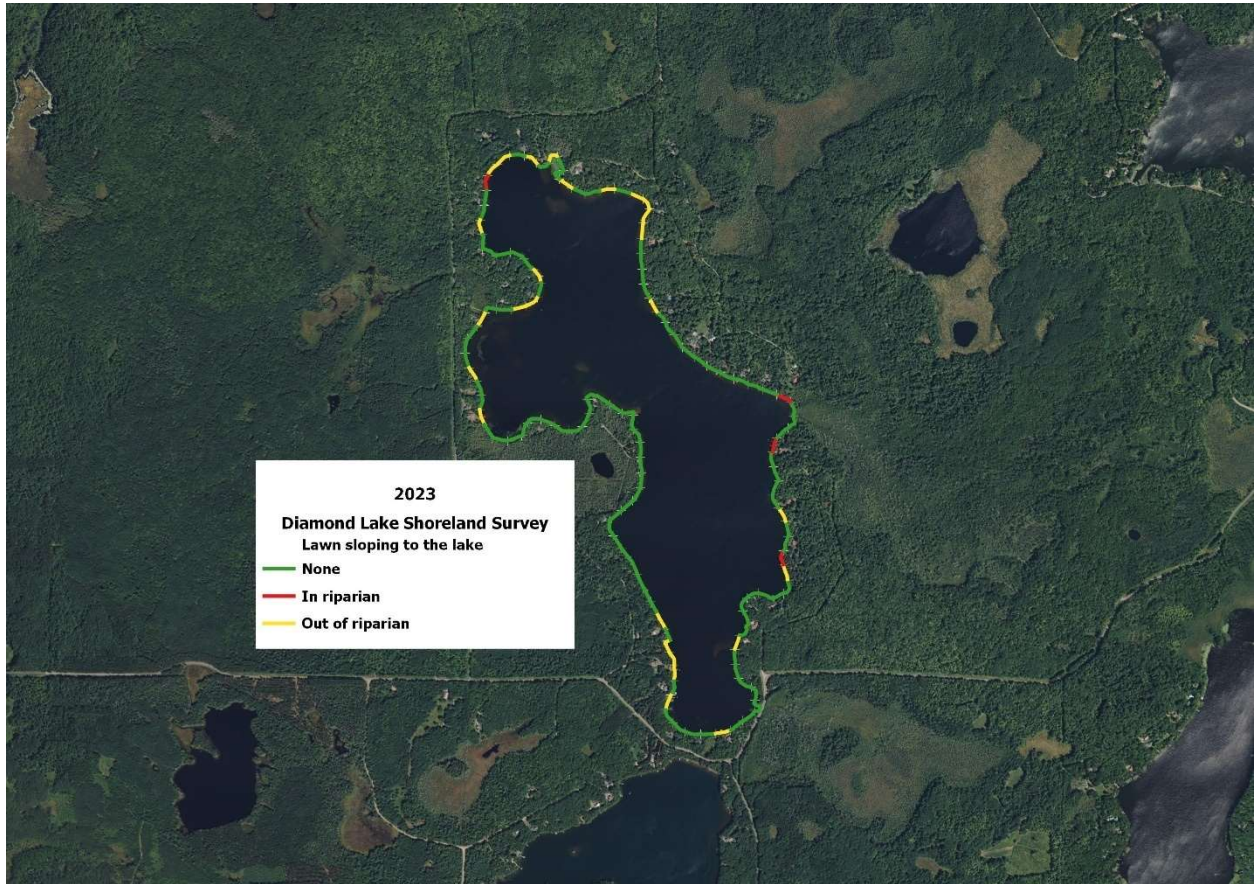 2023
Diamond Lake Shoreland Survey
Lawn sloping to the lake
None
In riparian
Out of riparian